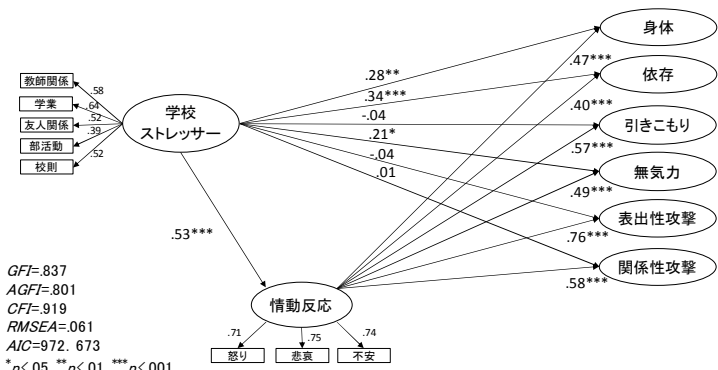 身体
.47***
.28**
依存
教師関係
.58
.34***
.40***
学業
.64
学校
ストレッサー
-.04
引きこもり
友人関係
.52
.21*
.57***
部活動
.39
-.04
無気力
校則
.52
.01
.49***
表出性攻撃
.76***
.53***
関係性攻撃
.58***
情動反応
.71
.75
.74
怒り
悲哀
不安
GFI=.837
AGFI=.801
CFI=.919
RMSEA=.061
AIC=972. 673
*p<.05, **p<.01, ***p<.001